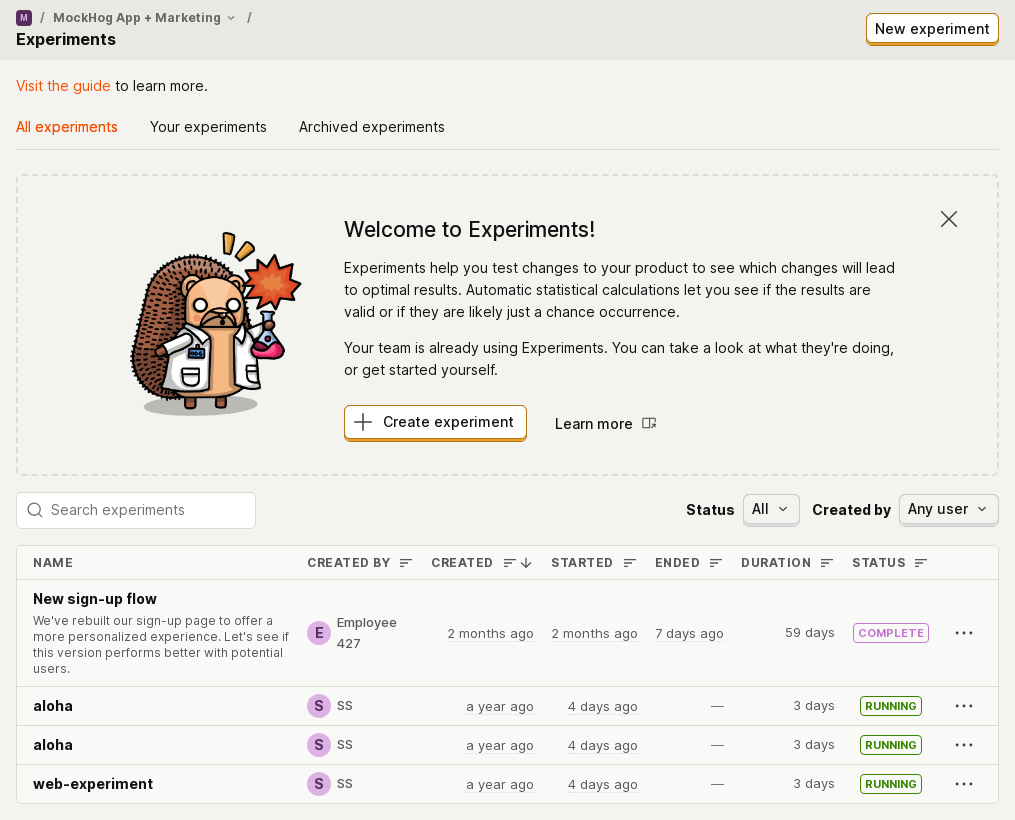 M / MockHog App + Marketing /
Experiments
New experiment
Visit the guide to learn more.
All experiments Your experiments Archived experiments
Welcome to Experiments!
Experiments help you test changes to your product to see which changes will lead
to optimal results. Automatic statistical calculations let you see if the results are
valid or if they are likely just a chance occurrence.
Your team is already using Experiments. You can take a look at what they're doing,
or get started yourself.
Create experiment Learn more
Search experiments Status All Created by Any user
NAME CREATED BY CREATED STARTED ENDED DURATION STATUS
New sign-up flow
We've rebuilt our sign-up page to offer a
more personalized experience. Let's see if
this version performs better with potential
users.
E Employee
427
2 months ago 2 months ago 7 days ago 59 days COMPLETE
aloha S SS a year ago 4 days ago — 3 days RUNNING
aloha S SS a year ago 4 days ago — 3 days RUNNING
web-experiment S SS a year ago 4 days ago — 3 days RUNNING